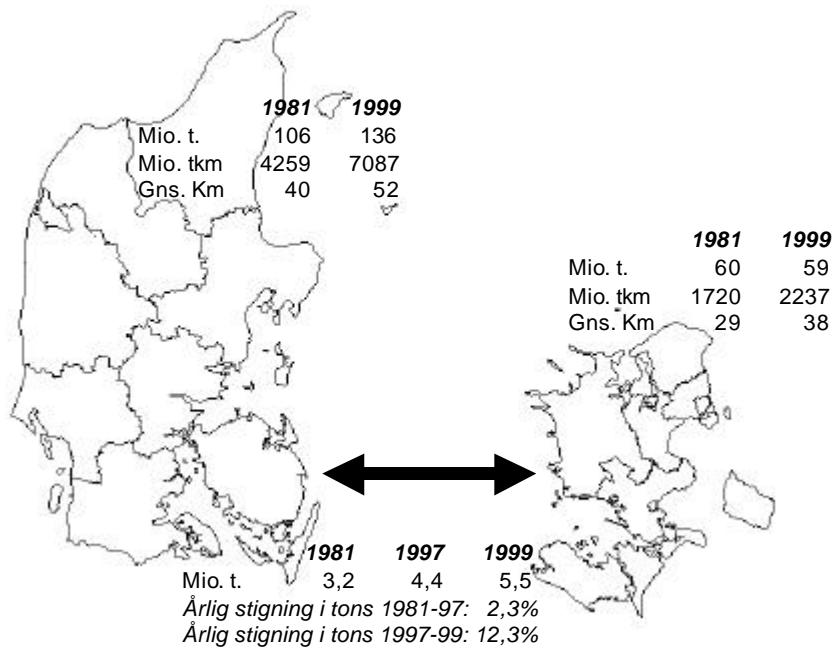 1981 1999
Mio. t. 106 136
Mio. tkm 4259 7087
Gns. Km 40 52
1981 1999
Mio. t. 60 59
Mio. tkm 1720 2237
Gns. Km 29 38
1981 1997 1999
Mio. t. 3,2 4,4 5,5
Årlig stigning i tons 1981-97: 2,3%
Årlig stigning i tons 1997-99: 12,3%